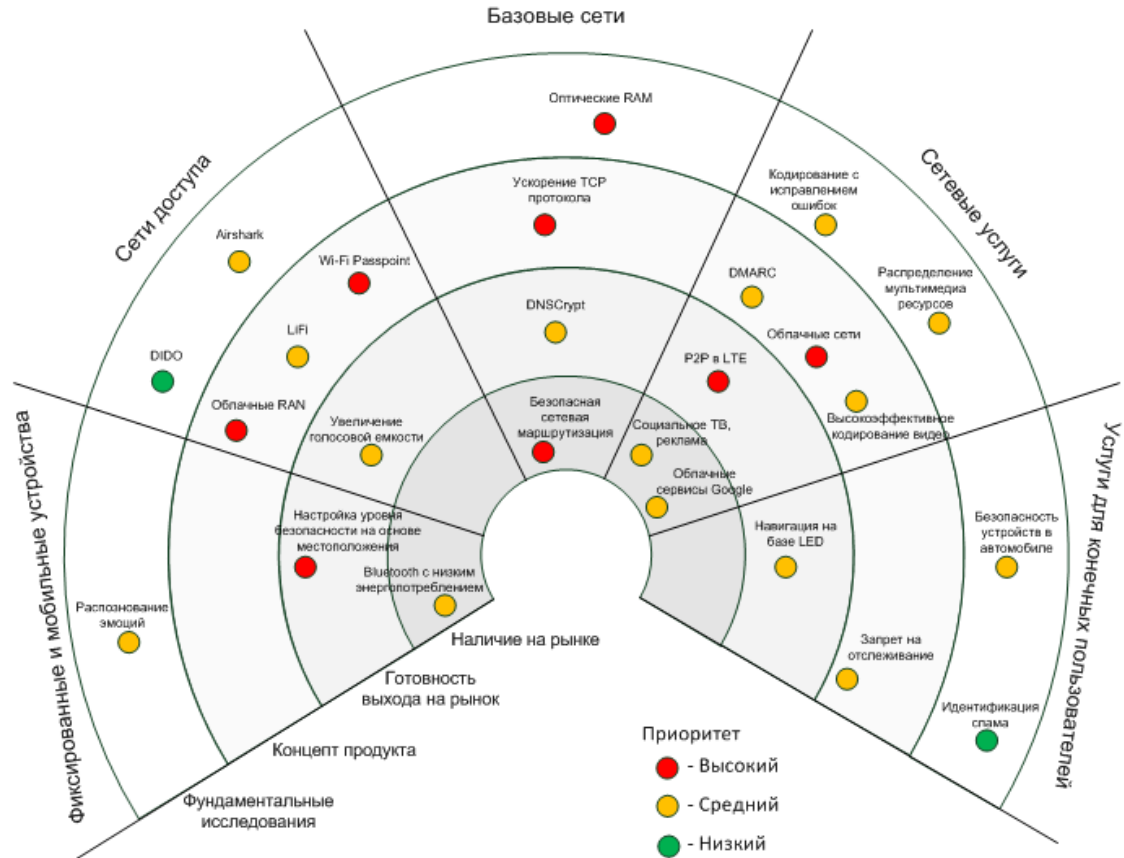 Базовые сети
Сети доступа
Сетевые услуги
Фиксированные и мобильные устройства
Услуги для конечных пользователей
Оптические RAM
Ускорение TCP
протокола
DNSCrypt
Безопасная
сетевая
маршрутизация
Airshark
Wi-Fi Passpoint
LiFi
DIDO
Облачные RAN
Увеличение
голосовой емкости
Кодирование с
исправлением
ошибок
Распределение
мультимедиа
ресурсов
DMARC
Облачные сети
P2P в LTE
Высокоэффективное
кодирование видео
Социальное ТВ,
реклама
Облачные
сервисы Google
Настройка уровня
безопасности на основе
местоположения
Bluetooth с низким
энергопотреблением
Распознование
эмоций
Навигация на
базе LED
Безопасность
устройств в
автомобиле
Запрет на
отслеживание
Идентификация
спама
Наличие на рынке
Готовность
выхода на рынок
Концепт продукта
Фундаментальные
исследования
Приоритет
- Высокий
- Средний
- Низкий